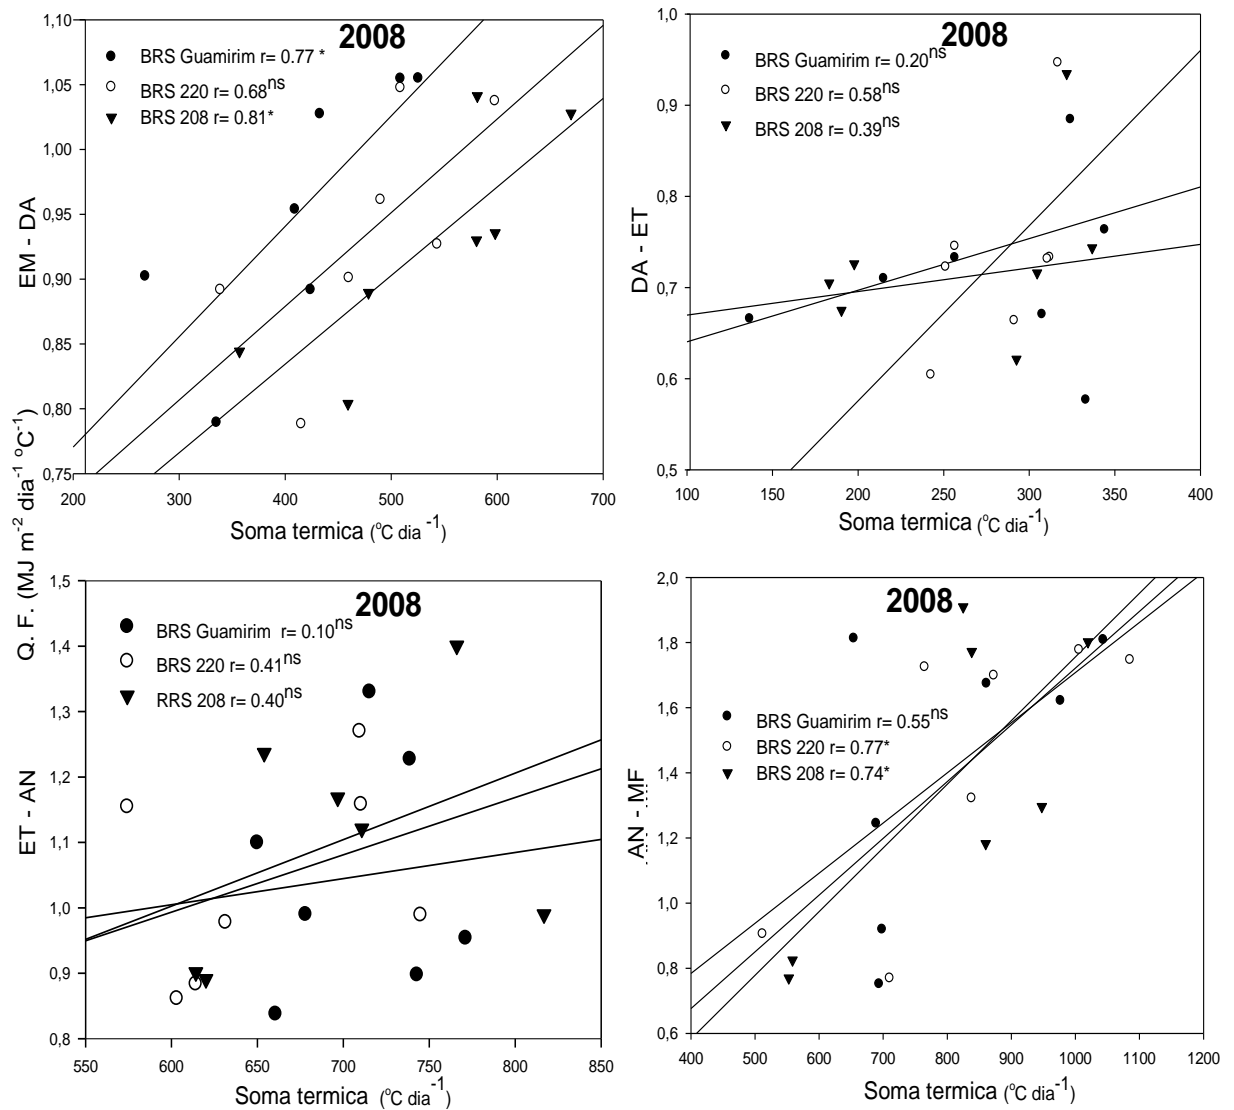 2008
BRS Guamirim r= 0.77 *
BRS 220 r= 0.68ns
BRS 208 r= 0.81*
1,10
1,05
1,00
0,95
0,90
0,85
0,80
0,75
200 300 400 500 600 700
Soma termica (°C dia -1)
EM - DA
2008
BRS Guamirim r= 0.20ns
BRS 220 r= 0.58ns
BRS 208 r= 0.39ns
1,0
0,9
0,8
0,7
0,6
0,5
100 150 200 250 300 350 400
Soma termica (°C dia -1)
DA - ET
Q. F. (MJ m-2 dia-1 °C-1)
2008
BRS Guamirim r= 0.10ns
BRS 220 r= 0.41ns
RRS 208 r= 0.40ns
1,5
1,4
1,3
1,2
1,1
1,0
0,9
0,8
550 600 650 700 750 800 850
Soma termica (°C dia-1)
ET - AN
2008
BRS Guamirim r= 0.55ns
BRS 220 r= 0.77*
BRS 208 r= 0.74*
2,0
1,8
1,6
1,4
1,2
1,0
0,8
0,6
400 500 600 700 800 900 1000 1100 1200
Soma termica (°C dia-1)
AN - MF